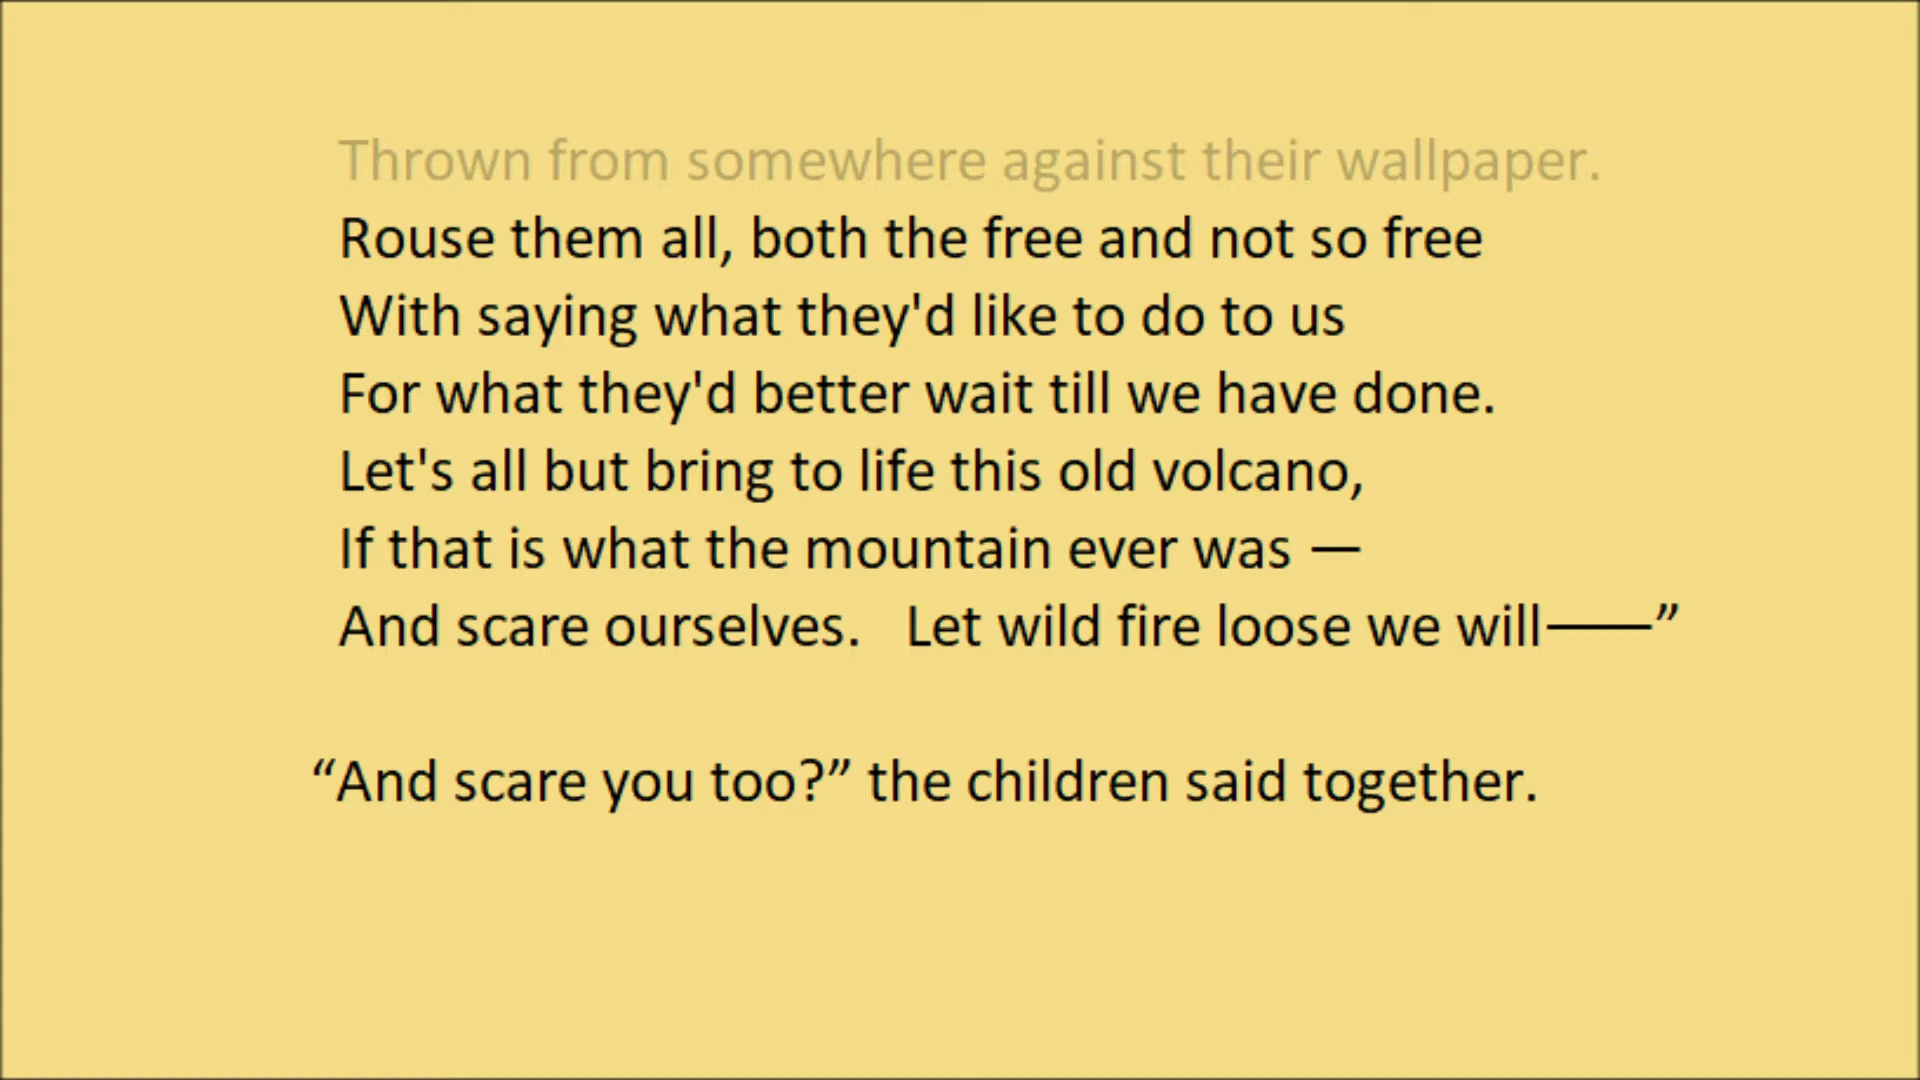 Thrown from somewhere against their wallpaper.
Rouse them all, both the free and not so free
With saying what they'd like to do to us
For what they'd better wait till we have done.
Let's all but bring to life this old volcano,
If that is what the mountain ever was —
And scare ourselves.   Let wild fire loose we will——”
“And scare you too?” the children said together.